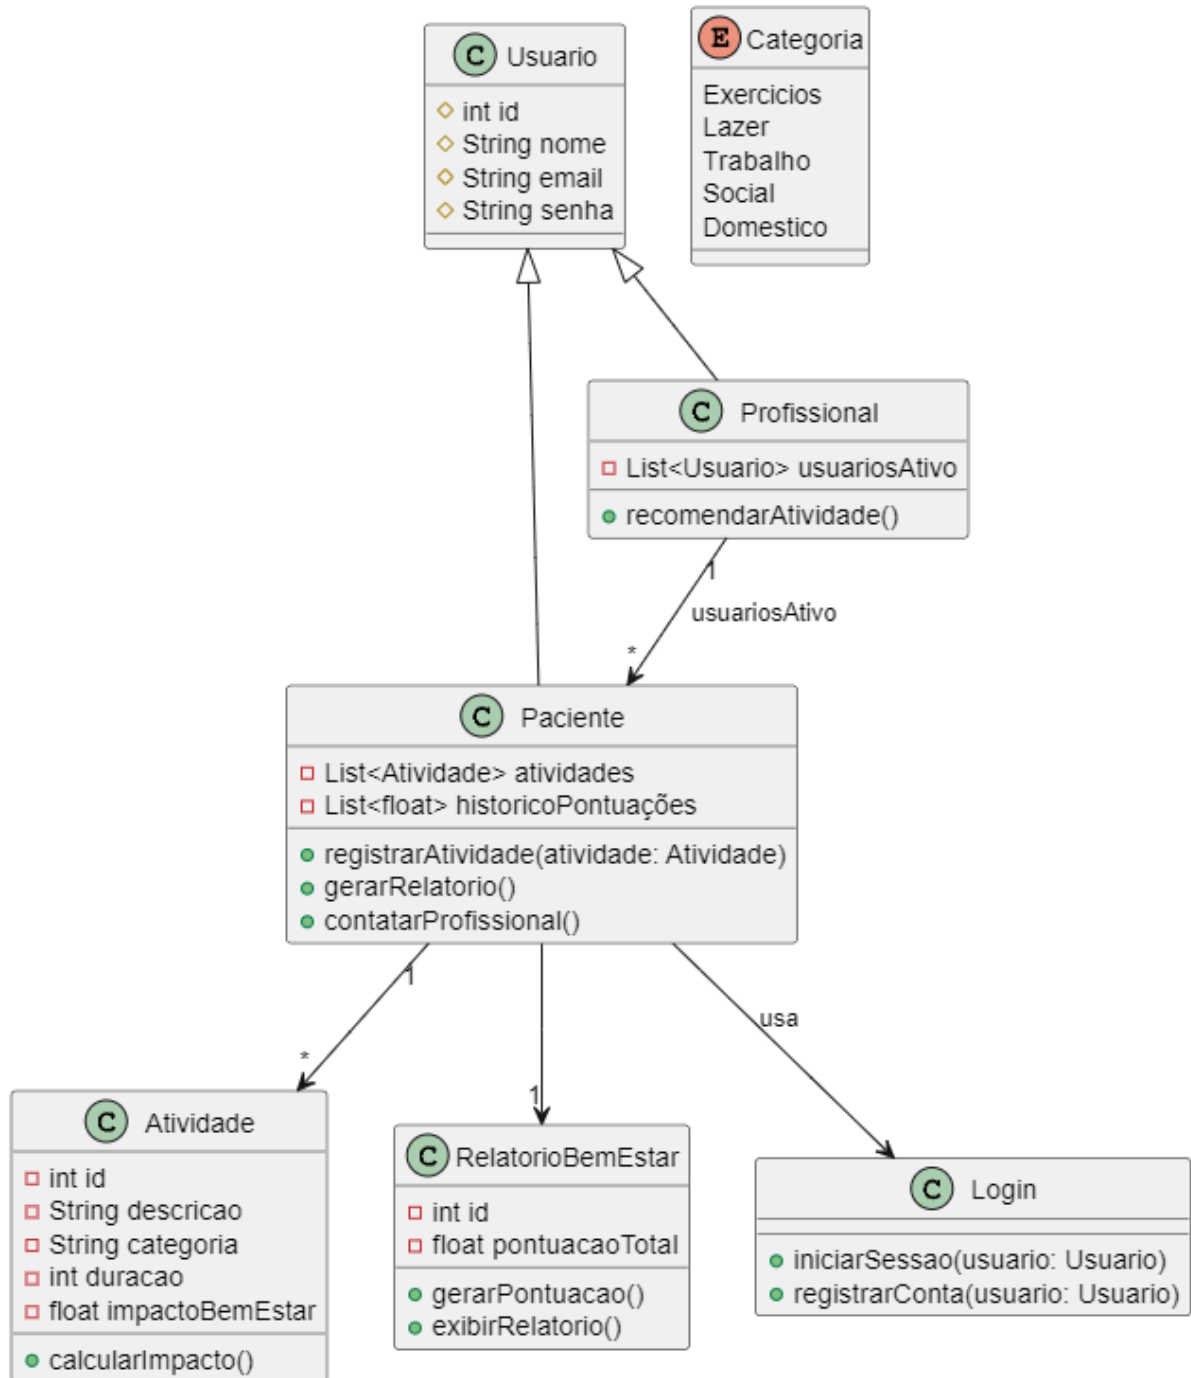 C Usuario
int id
String nome
String email
String senha
E Categoria
Exercicios
Lazer
Trabalho
Social
Domestico
C Profissional
List<Usuario> usuariosAtivo
recomendarAtividade()
1
usuariosAtivo
*
C Paciente
List<Atividade> atividades
List<float> historicoPontuações
registrarAtividade(atividade: Atividade)
gerarRelatorio()
contatarProfissional()
1
*
1
usa
C Atividade
int id
String descricao
String categoria
int duracao
float impactoBemEstar
calcularImpacto()
C RelatorioBemEstar
int id
float pontuacaoTotal
gerarPontuacao()
exibirRelatorio()
C Login
iniciarSessao(usuario: Usuario)
registrarConta(usuario: Usuario)